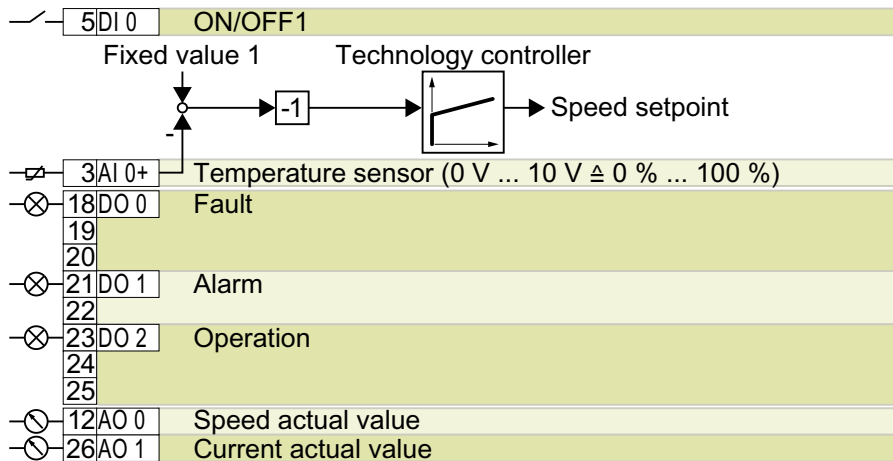 5 DI 0 ON/OFF1
Fixed value 1 Technology controller
-1 Speed setpoint
-
3 AI 0+ Temperature sensor (0 V ... 10 V ≙ 0 % ... 100 %)
18 DO 0 Fault
19
20
21 DO 1 Alarm
22
23 DO 2 Operation
24
25
12 AO 0 Speed actual value
26 AO 1 Current actual value